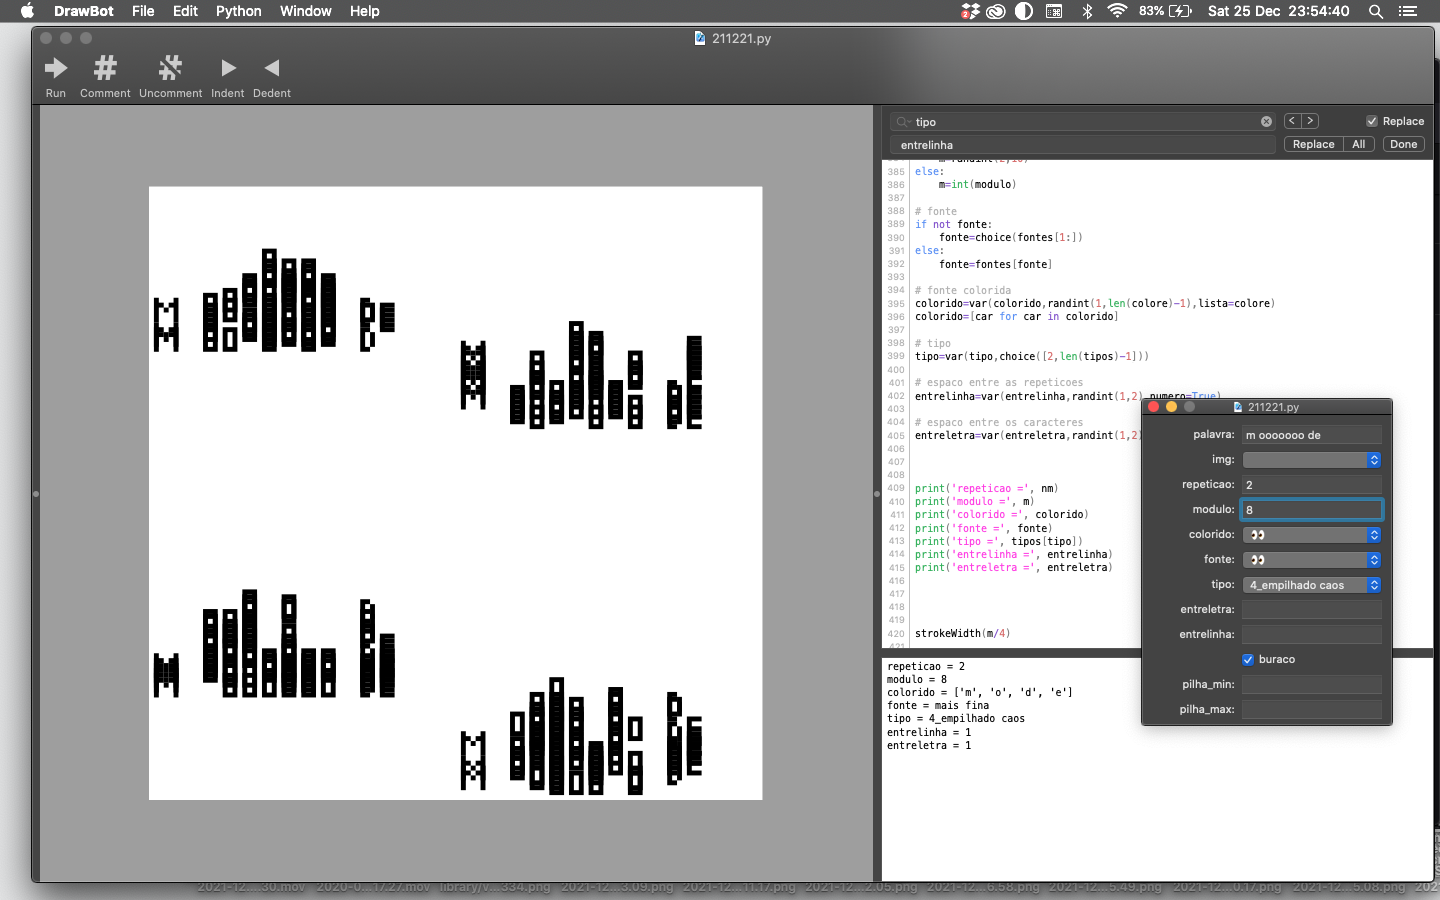 DrawBot File Edit Python Window Help
2 83% Sat 25 Dec 23:54:40
211221.py
Run Comment Uncomment Indent Dedent
tipo
< > Replace
entrelinha
Replace All Done
385 else:
386 m=int(modulo)
387
388 # fonte
389 if not fonte:
390 fonte=choice(fontes[1:])
391 else:
392 fonte=fontes[fonte]
393
394 # fonte colorida
395 colorido=var(colorido,randint(1,len(colore)-1),lista=colore)
396 colorido=[car for car in colorido]
397
398 # tipo
399 tipo=var(tipo,choice([2,len(tipos)-1]))
400
401 # espaco entre as repeticoes
402 entrelinha=var(entrelinha,randint(1,2),numero=True)
403
404 # espaco entre os caracteres
405 entreletra=var(entreletra,randint(1,2)
406
407
408
409 print('repeticao =', nm)
410 print('modulo =', m)
411 print('colorido =', colorido)
412 print('fonte =', fonte)
413 print('tipo =', tipos[tipo])
414 print('entrelinha =', entrelinha)
415 print('entreletra =', entreletra)
416
417
418
419
420 strokeWidth(m/4)
421
repeticao = 2
modulo = 8
colorido = ['m', 'o', 'd', 'e']
fonte = mais fina
tipo = 4_empilhado caos
entrelinha = 1
entreletra = 1
211221.py
palavra: m ooooooo de
img:
repeticao: 2
modulo: 8
colorido: 👀
fonte: 👀
tipo: 4_empilhado caos
entreletra:
entrelinha:
buraco
pilha_min:
pilha_max:
2021-12....30.mov 2020-0...17.27.mov library/v...334.png 2021-12....3.09.png 2021-12...11.17.png 2021-12....2.05.png 2021-12....6.58.png 2021-12....5.49.png 2021-12....0.17.png 2021-12....5.08.png